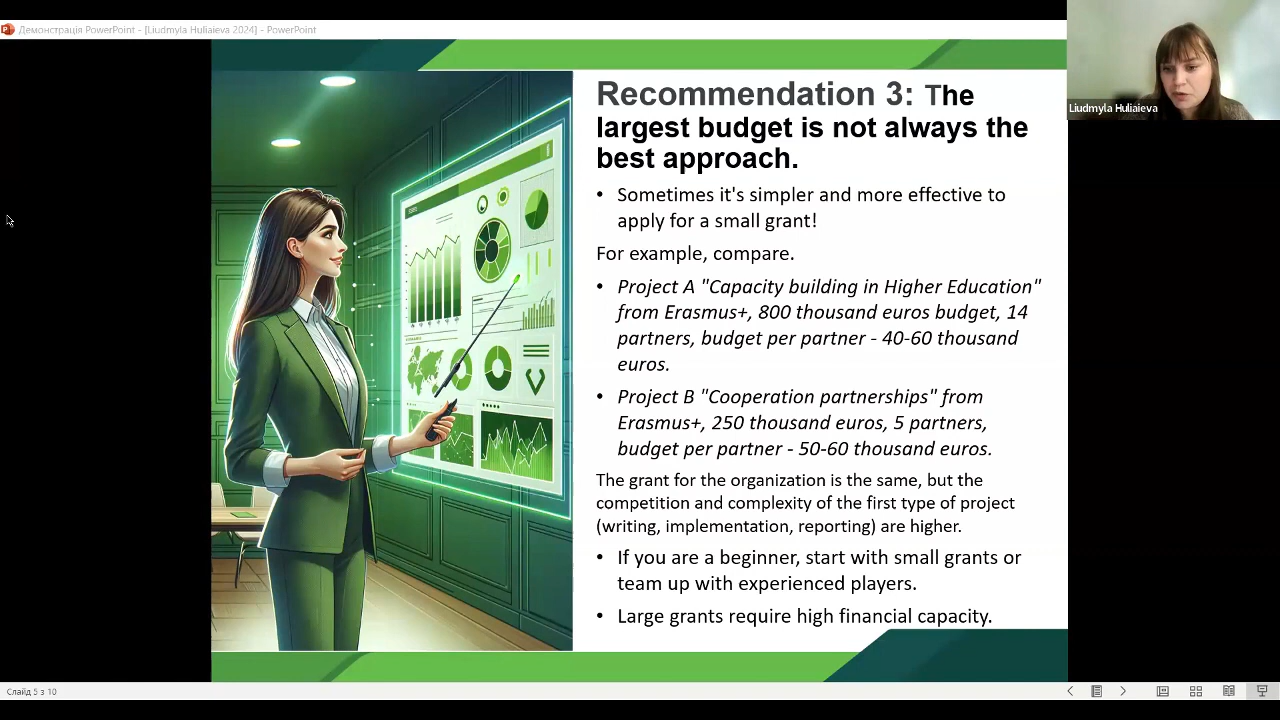 Демонстрація PowerPoint - [Liudmyla Huliaieva 2024] - PowerPoint
Liudmyla Huliaieva
Recommendation 3: The
largest budget is not always the
best approach.
• Sometimes it's simpler and more effective to
apply for a small grant!
For example, compare.
• Project A "Capacity building in Higher Education"
from Erasmus+, 800 thousand euros budget, 14
partners, budget per partner - 40-60 thousand
euros.
• Project B "Cooperation partnerships" from
Erasmus+, 250 thousand euros, 5 partners,
budget per partner - 50-60 thousand euros.
The grant for the organization is the same, but the
competition and complexity of the first type of project
(writing, implementation, reporting) are higher.
• If you are a beginner, start with small grants or
team up with experienced players.
• Large grants require high financial capacity.
Слайд 5 з 10